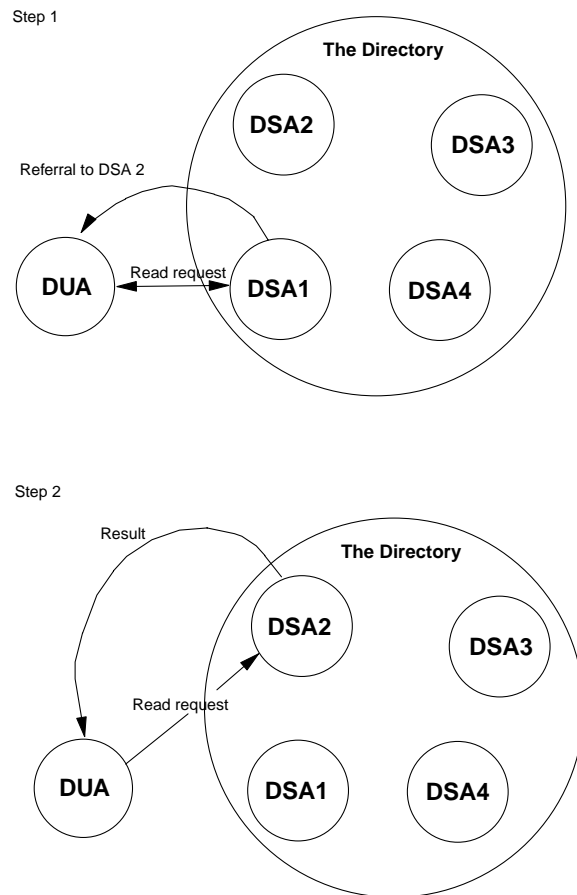 Step 1
The Directory
DSA2
DSA3
Referral to DSA 2
Read request
DUA
DSA1
DSA4
Step 2
Result
The Directory
DSA2
DSA3
Read request
DUA
DSA1
DSA4